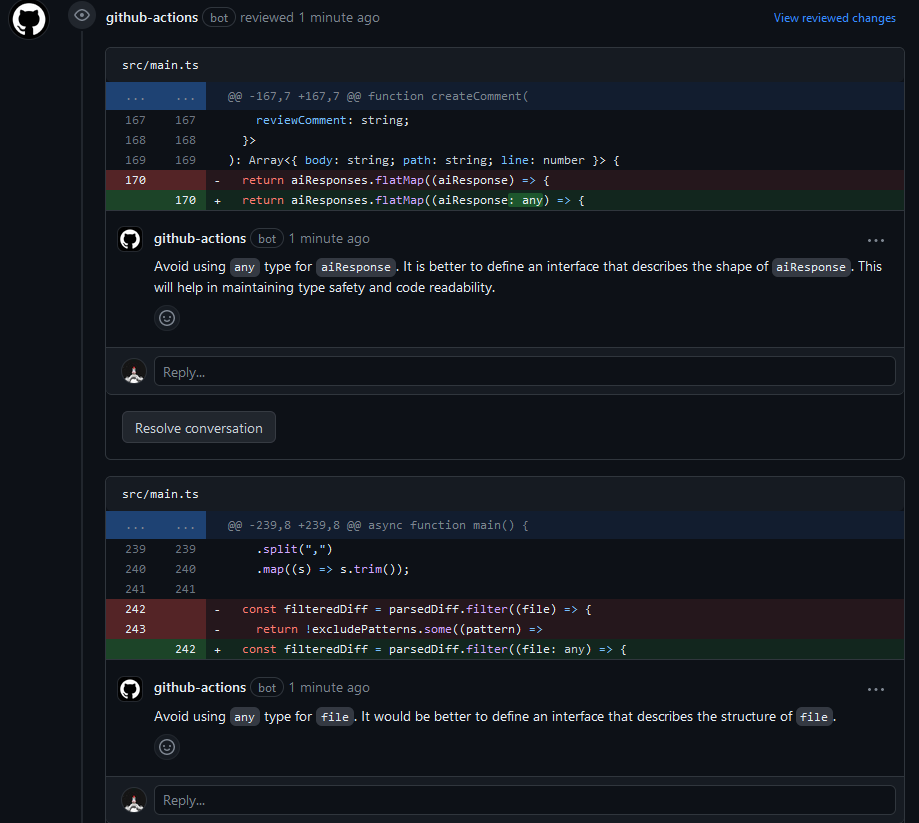 github-actions bot reviewed 1 minute ago View reviewed changes
src/main.ts
... ... @@ -167,7 +167,7 @@ function createComment(
167 167 reviewComment: string;
168 168 }>
169 169 ): Array<{ body: string; path: string; line: number }> {
170 - return aiResponses.flatMap((aiResponse) => {
170 + return aiResponses.flatMap((aiResponse: any) => {
github-actions bot 1 minute ago ...
Avoid using any type for aiResponse. It is better to define an interface that describes the shape of aiResponse. This
will help in maintaining type safety and code readability.
Reply...
Resolve conversation
src/main.ts
... ... @@ -239,8 +239,8 @@ async function main() {
239 239 .split(",")
240 240 .map((s) => s.trim());
241 241
242 - const filteredDiff = parsedDiff.filter((file) => {
243 - return !excludePatterns.some((pattern) =>
242 + const filteredDiff = parsedDiff.filter((file: any) => {
github-actions bot 1 minute ago ...
Avoid using any type for file. It would be better to define an interface that describes the structure of file.
Reply...